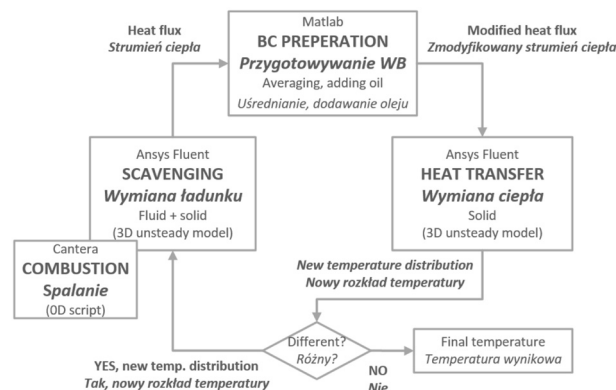 Matlab
BC PREPERATION
Przygotowywanie WB
Averaging, adding oil
Uśrednianie, dodawanie oleju
Heat flux
Strumień ciepła
Modified heat flux
Zmodyfikowany strumień ciepła
Ansys Fluent
SCAVENGING
Wymiana ładunku
Fluid + solid
(3D unsteady model)
Ansys Fluent
HEAT TRANSFER
Wymiana ciepła
Solid
(3D unsteady model)
Cantera
COMBUSTION
Spalanie
(0D script)
New temperature distribution
Nowy rozkład temperatury
Different?
Różny?
YES, new temp. distribution
Tak, nowy rozkład temperatury
NO
Nie
Final temperature
Temperatura wynikowa